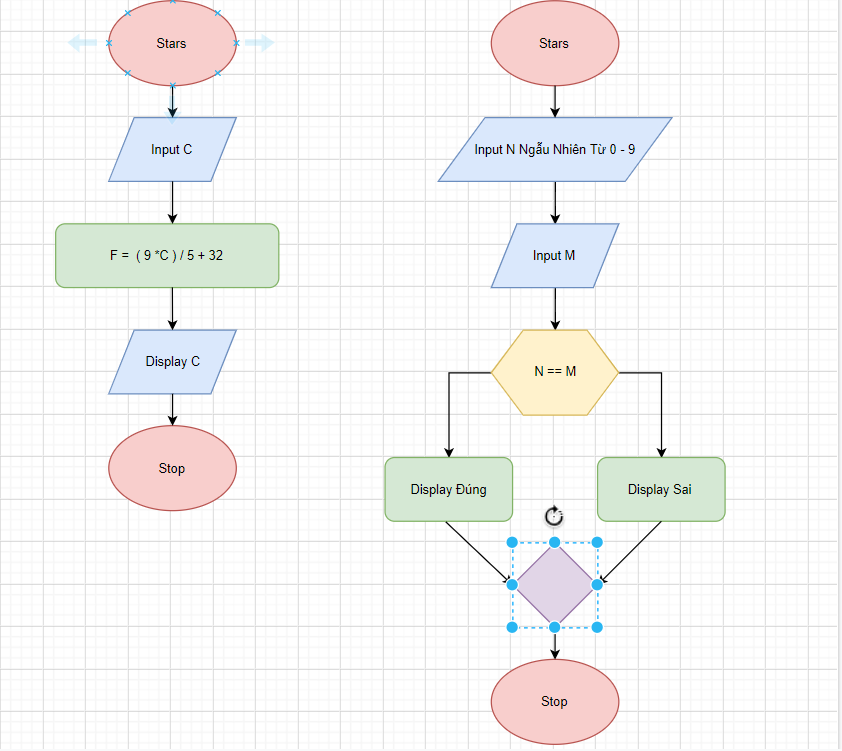 Stars
Input C
F = ( 9 *C ) / 5 + 32
Display C
Stop
Stars
Input N Ngẫu Nhiên Từ 0 - 9
Input M
N == M
Display Đúng
Display Sai
Stop